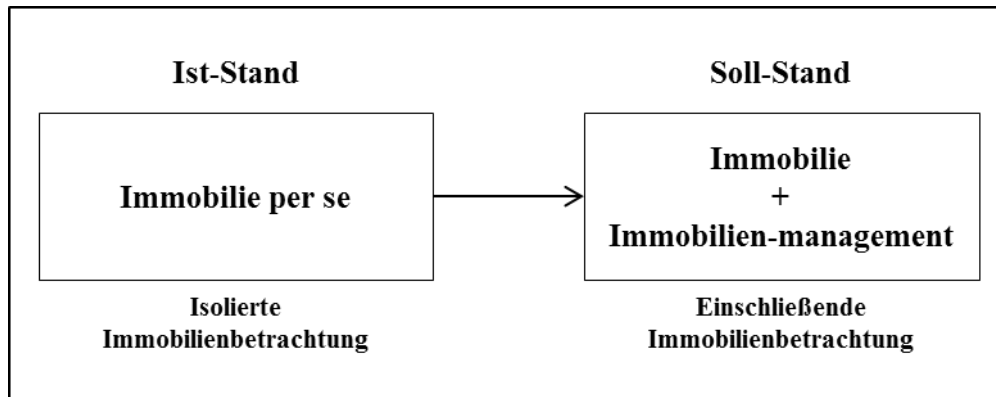 Ist-Stand
Immobilie per se
Isolierte
Immobilienbetrachtung
Soll-Stand
Immobilie
+
Immobilien-management
Einschließende
Immobilienbetrachtung